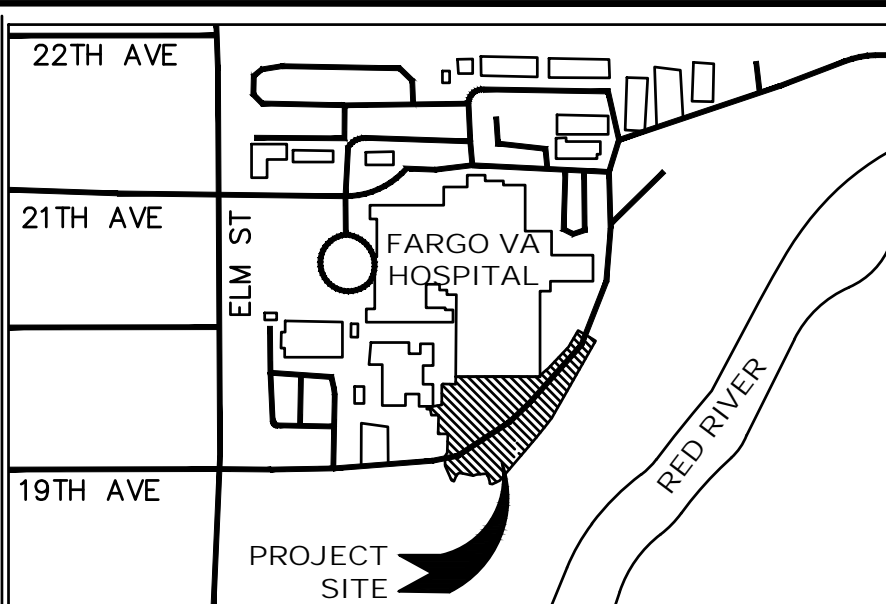 22TH AVE
21TH AVE
ELM ST
FARGO VA
HOSPITAL
RED RIVER
19TH AVE
PROJECT
SITE